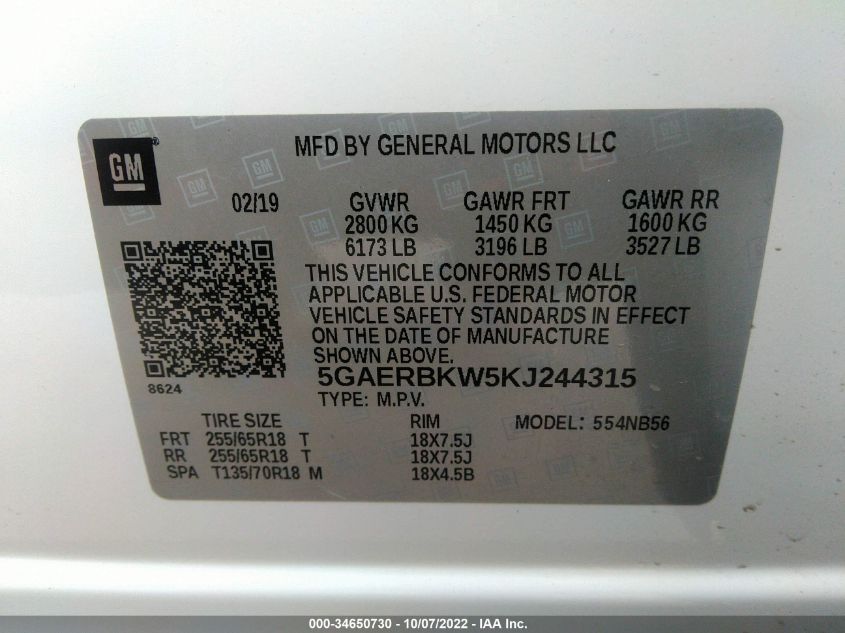 GM
MFD BY GENERAL MOTORS LLC
02/19 GVWR GAWR FRT GAWR RR
2800 KG 1450 KG 1600 KG
6173 LB 3196 LB 3527 LB
THIS VEHICLE CONFORMS TO ALL
APPLICABLE U.S. FEDERAL MOTOR
VEHICLE SAFETY STANDARDS IN EFFECT
ON THE DATE OF MANUFACTURE
SHOWN ABOVE.
5GAERBKW5KJ244315
8624
TYPE: M.P.V.
TIRE SIZE RIM MODEL: 554NB56
FRT 255/65R18 T 18X7.5J
RR 255/65R18 T 18X7.5J
SPA T135/70R18 M 18X4.5B
000-34650730 - 10/07/2022 - IAA Inc.